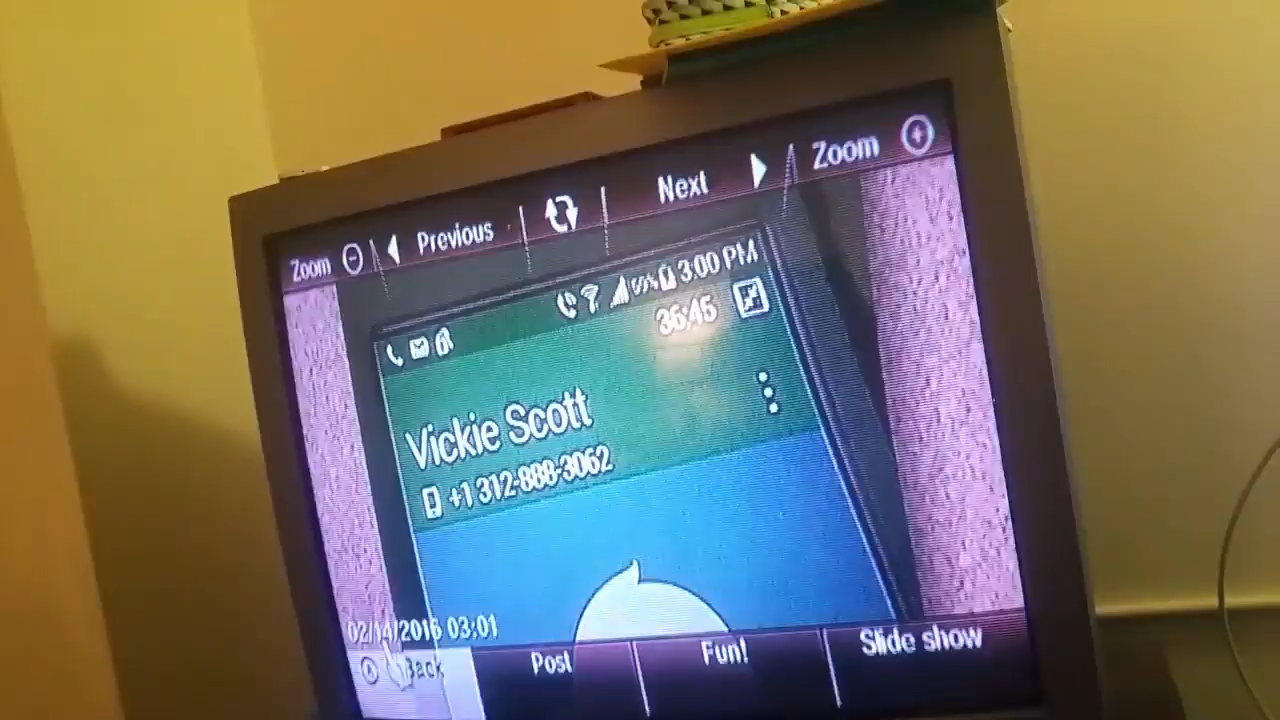 Zoom Previous Next Zoom
3:00 PM
36:45
Vickie Scott
+1 312-888-3062
02/14/2016 03:01
Back Post Fun! Slide show